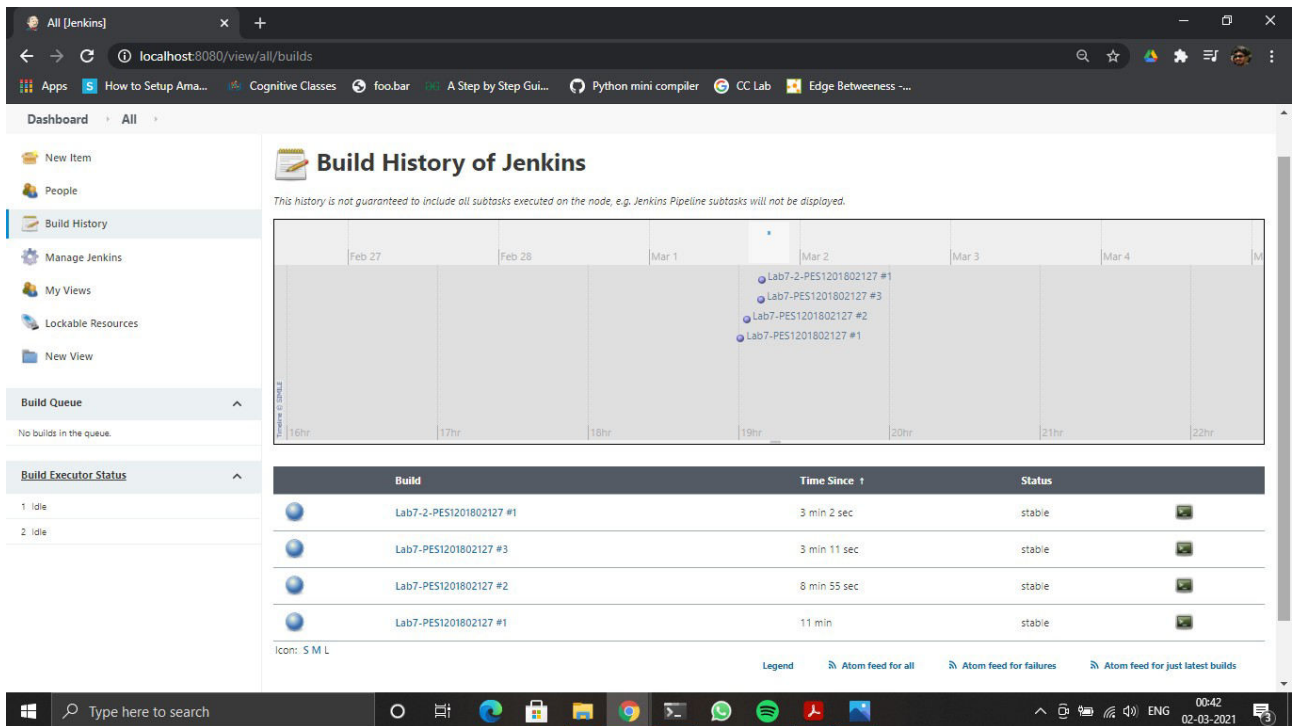 All [Jenkins]
localhost:8080/view/all/builds
Apps S How to Setup Ama... Cognitive Classes foo.bar A Step by Step Gui... Python mini compiler CC Lab Edge Betweeness -...
Dashboard All
New Item
People
Build History
Manage Jenkins
My Views
Lockable Resources
New View
Build Queue
No builds in the queue.
Build Executor Status
1 Idle
2 Idle
Build History of Jenkins
This history is not guaranteed to include all subtasks executed on the node, e.g. Jenkins Pipeline subtasks will not be displayed.
Feb 27 Feb 28 Mar 1 Mar 2 Mar 3 Mar 4 M
Lab7-2-PES1201802127 #1
Lab7-PES1201802127 #3
Lab7-PES1201802127 #2
Lab7-PES1201802127 #1
Timeline © SIMILE
16hr 17hr 18hr 19hr 20hr 21hr 22hr
Build Time Since ↑ Status
Lab7-2-PES1201802127 #1 3 min 2 sec stable
Lab7-PES1201802127 #3 3 min 11 sec stable
Lab7-PES1201802127 #2 8 min 55 sec stable
Lab7-PES1201802127 #1 11 min stable
Icon: S M L
Legend Atom feed for all Atom feed for failures Atom feed for just latest builds
Type here to search
ENG 00:42
02-03-2021 3